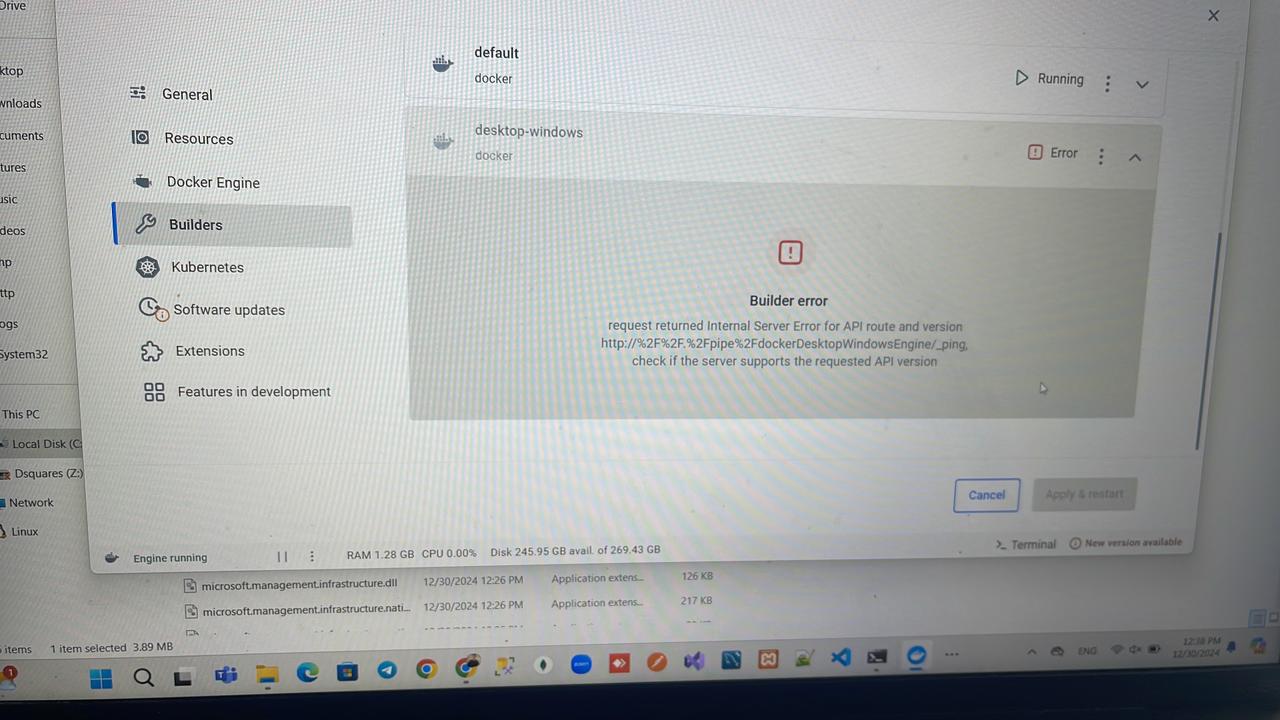 Drive
ktop
wnloads
cuments
tures
usic
deos
np
ttp
ogs
System32
This PC
Local Disk (C:
Dsquares (Z:)
Network
Linux
General
Resources
Docker Engine
Builders
Kubernetes
Software updates
Extensions
Features in development
default
docker
Running
desktop-windows
docker
Error
Builder error
request returned Internal Server Error for API route and version
http://%2F%2F.%2Fpipe%2FdockerDesktopWindowsEngine/_ping,
check if the server supports the requested API version
Cancel
Apply & restart
Engine running
RAM 1.28 GB CPU 0.00% Disk 245.95 GB avail. of 269.43 GB
>_ Terminal
New version available
microsoft.management.infrastructure.dll 12/30/2024 12:26 PM Application extens... 126 KB
microsoft.management.infrastructure.nati... 12/30/2024 12:26 PM Application extens... 217 KB
items 1 item selected 3.89 MB
1
zoom
ENG
12:38 PM
12/30/2024